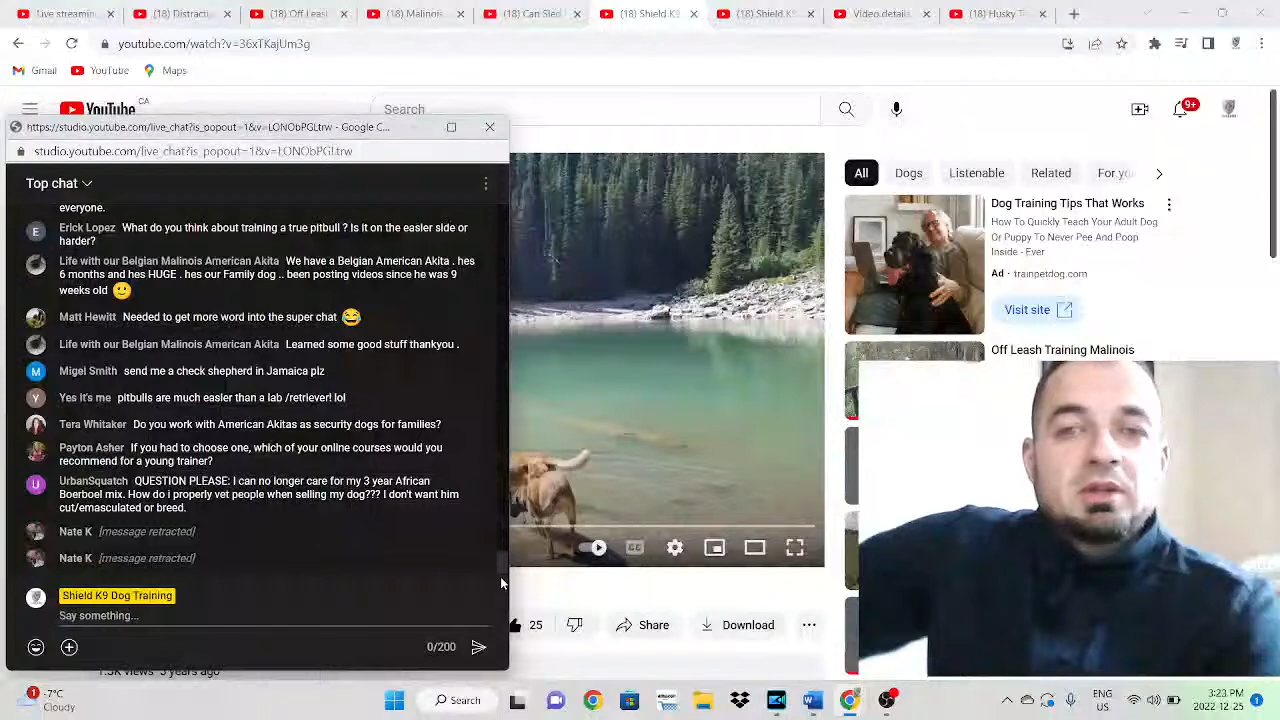 Live streamin
(18) Distractio
(18) Off Leas
(18) Malinois
(18) Can Sled
(18) Shield K9
(18) Shield K9
Video details
(18) Husky T
youtube.com/watch?v=36XTKajUm3g
Gmail
YouTube
Maps
YouTube
CA
Search
9+
https://studio.youtube.com/live_chat?is_popout=1&v=LONObPGLtrw - Google C...
studio.youtube.com/live_chat?is_popout=1&v=LONObPGLtrw
Top chat
everyone.
Erick Lopez What do you think about training a true pitbull ? Is it on the easier side or
harder?
Life with our Belgian Malinois American Akita We have a Belgian American Akita . hes
6 months and hes HUGE . hes our Family dog .. been posting videos since he was 9
weeks old
Matt Hewitt Needed to get more word into the super chat
Life with our Belgian Malinois American Akita Learned some good stuff thankyou .
Migel Smith send me a check shepherd in Jamaica plz
Yes it's me pitbulls are much easier than a lab /retriever! lol
Tera Whitaker Do you work with American Akitas as security dogs for families?
Payton Asher If you had to choose one, which of your online courses would you
recommend for a young trainer?
UrbanSqautch QUESTION PLEASE: I can no longer care for my 3 year African
Boerboel mix. How do i properly vet people when selling my dog??? I don't want him
cut/emasculated or breed.
Nate K [message retracted]
Nate K [message retracted]
Shield K9 Dog Training
Say something...
0/200
1.3K views
years ago
CC
25
Share
Download
All
Dogs
Listenable
Related
For you
Dog Training Tips That Works
How To Quickly Teach Your Adult Dog
Or Puppy To Never Pee And Poop
Inside - Ever
Ad · trainpetdog.com
Visit site
Off Leash Training Malinois
1
-7°C
Cloudy
Search
ENG
:23 PM
2022-12-25
1